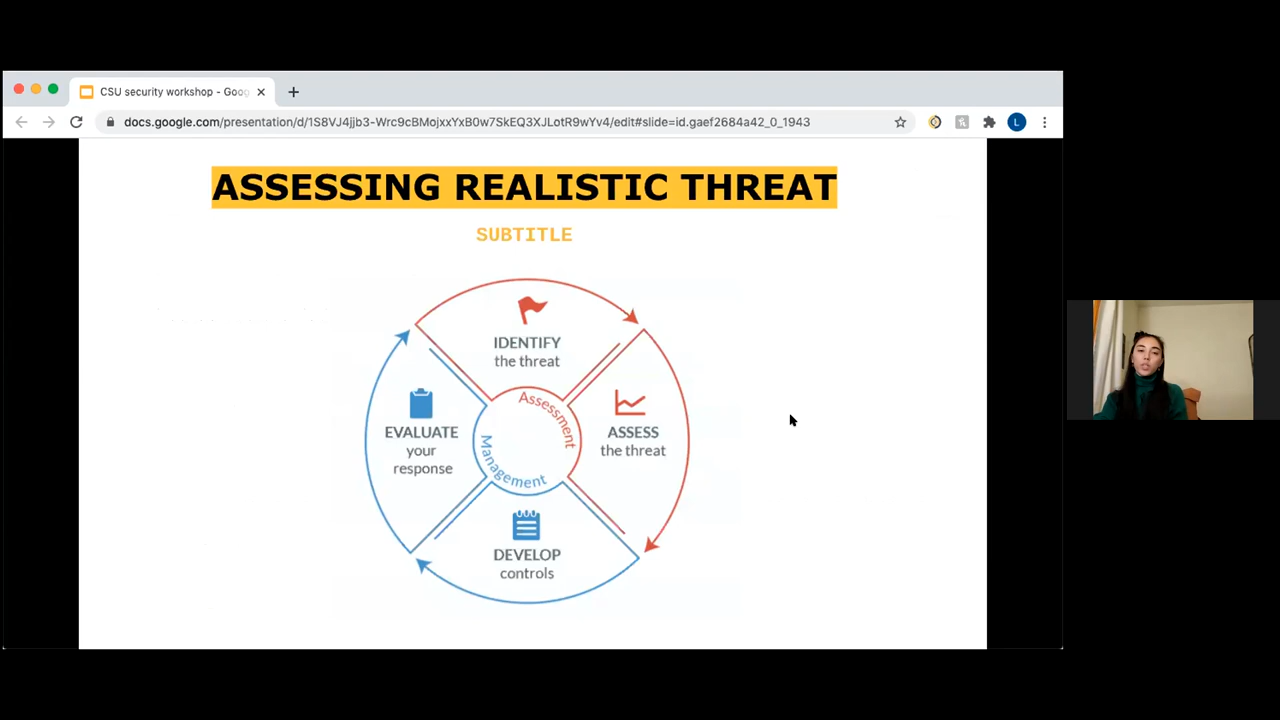 CSU security workshop - Goog
docs.google.com/presentation/d/1S8VJ4jjb3-Wrc9cBMojxxYxB0w7SkEQ3XJLotR9wYv4/edit#slide=id.gaef2684a42_0_1943
L
ASSESSING REALISTIC THREAT
SUBTITLE
IDENTIFY
the threat
Assessment
ASSESS
the threat
DEVELOP
controls
Management
EVALUATE
your
response